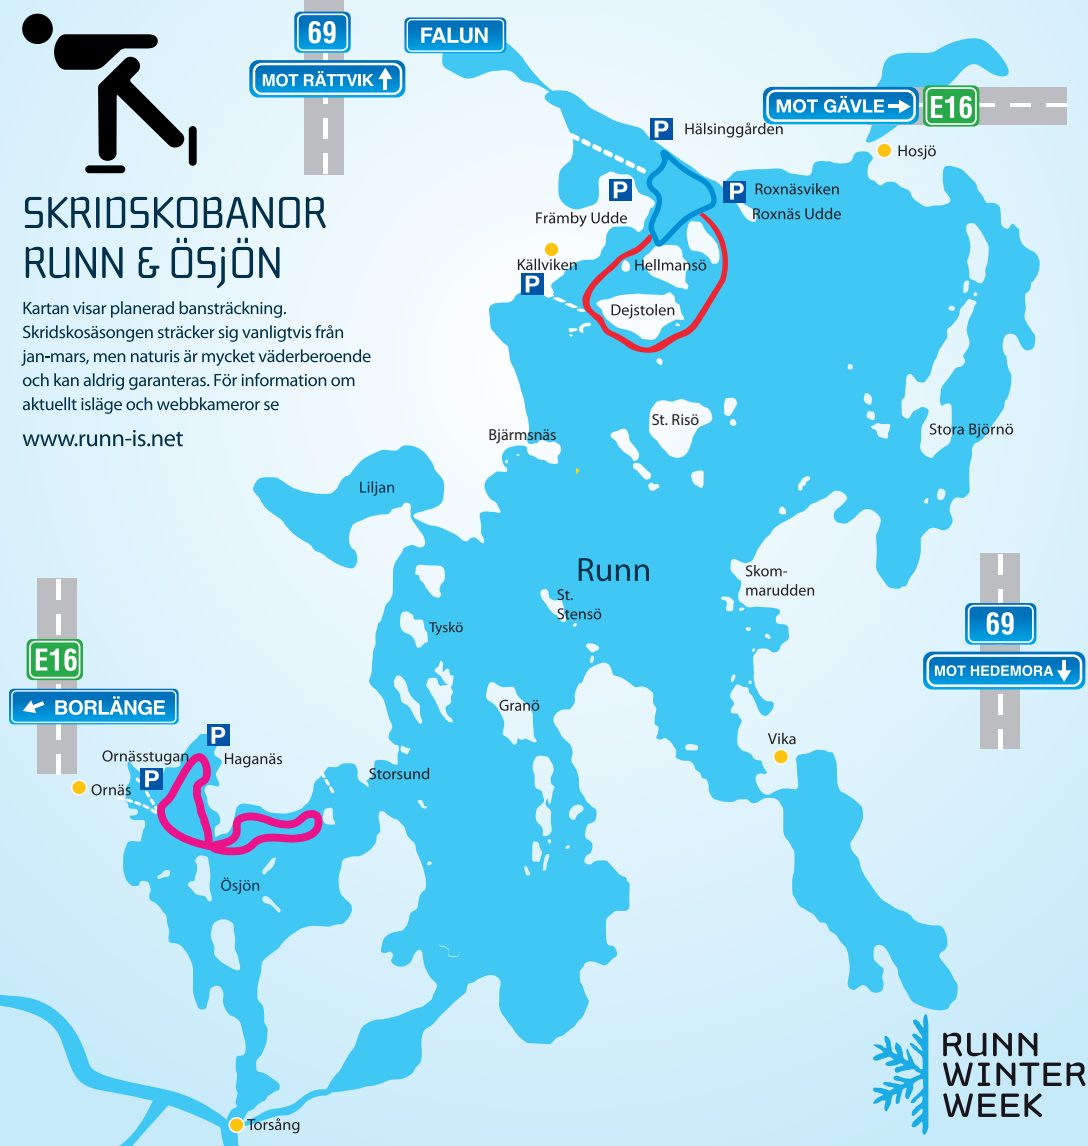 69
FALUN
MOT RÄTTVIK
MOT GÄVLE
E16
P
Hälsinggården
Hosjö
P
P
Roxnäsviken
Roxnäs Udde
Främby Udde
SKRIDSKOBANOR
RUNN & ÖSjÖN
Källviken
P
Hellmansö
Dejstolen
Kartan visar planerad bansträckning.
Skridskosäsongen sträcker sig vanligtvis från
jan-mars, men naturis är mycket väderberoende
och kan aldrig garanteras. För information om
aktuellt isläge och webbkameror se
www.runn-is.net
St. Risö
Bjärmsnäs
Stora Björnö
Liljan
Runn
Skom-
marudden
St.
Stensö
Tyskö
69
MOT HEDEMORA
E16
BORLÄNGE
Granö
P
Vika
Ornässtugan
Haganäs
P
Storsund
Ornäs
Ösjön
RUNN
WINTER
WEEK
Torsång